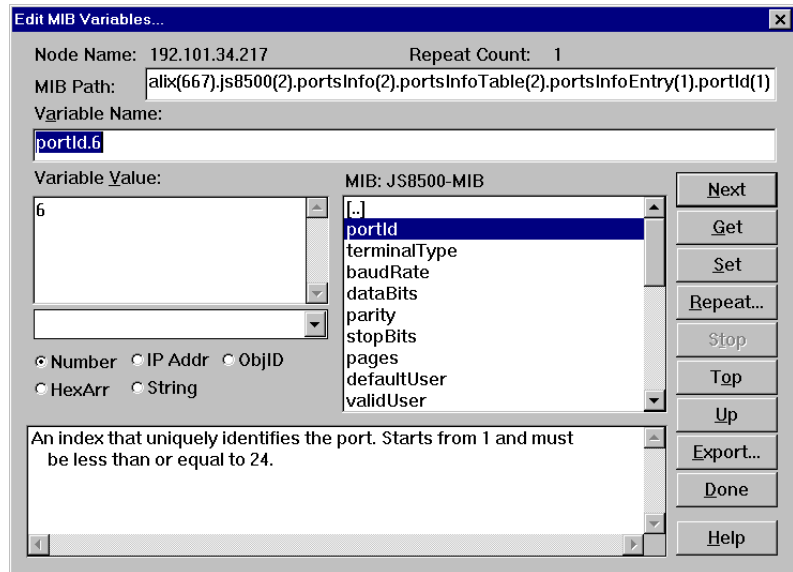 Edit MIB Variables...
Node Name: 192.101.34.217 Repeat Count: 1
MIB Path: alix(667).js8500(2).portsInfo(2).portsInfoTable(2).portsInfoEntry(1).portId(1)
Variable Name:
portId.6
Variable Value:
6
MIB: JS8500-MIB
[..]
portId
terminalType
baudRate
dataBits
parity
stopBits
pages
defaultUser
validUser
Number IP Addr ObjID
HexArr String
An index that uniquely identifies the port. Starts from 1 and must
be less than or equal to 24.
Next
Get
Set
Repeat...
Stop
Top
Up
Export...
Done
Help